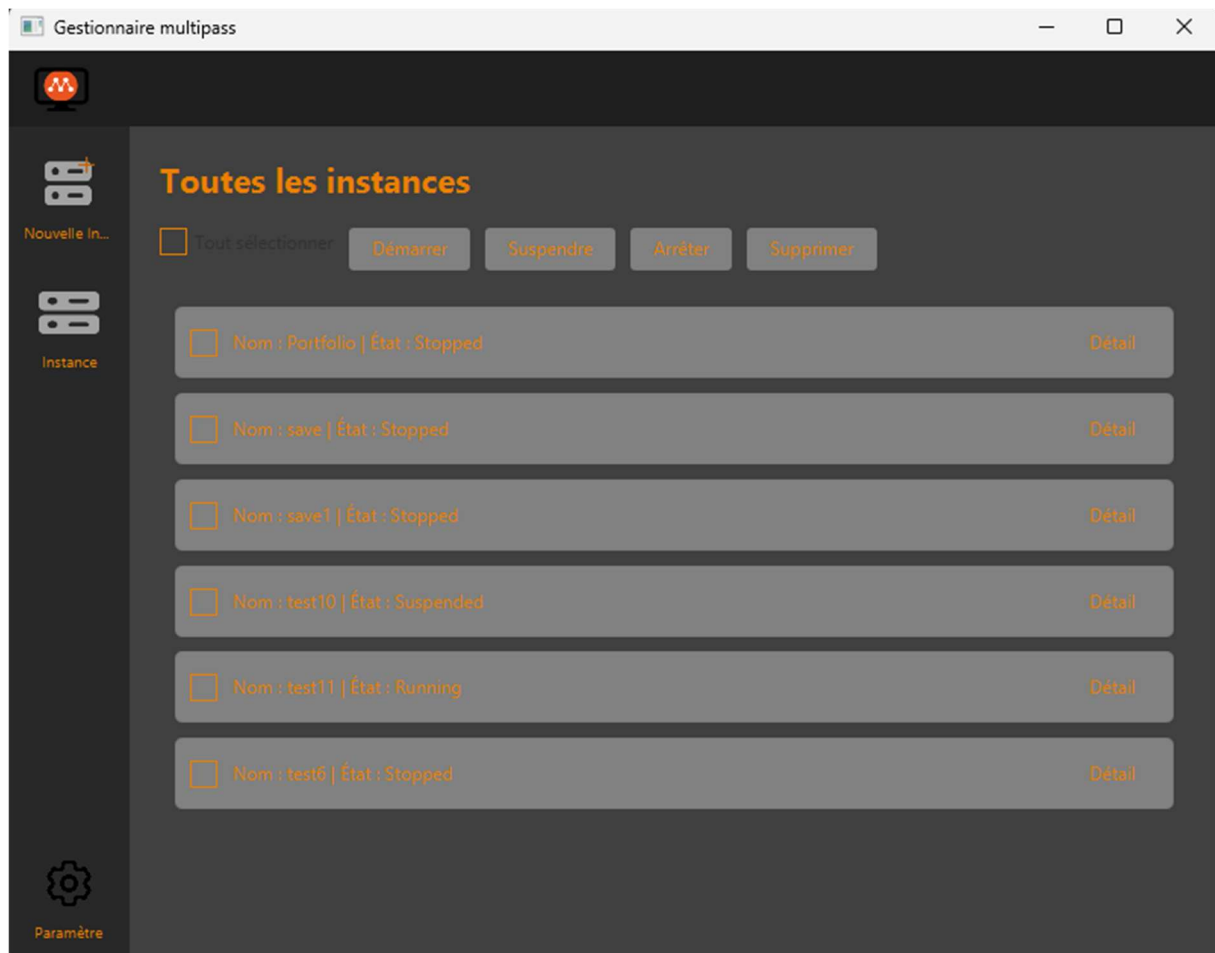 Gestionnaire multipass
Nouvelle In...
Instance
Paramètre
Toutes les instances
Tout sélectionner Démarrer Suspendre Arrêter Supprimer
Nom : Portfolio | État : Stopped Détail
Nom : save | État : Stopped Détail
Nom : save1 | État : Stopped Détail
Nom : test10 | État : Suspended Détail
Nom : test11 | État : Running Détail
Nom : test6 | État : Stopped Détail